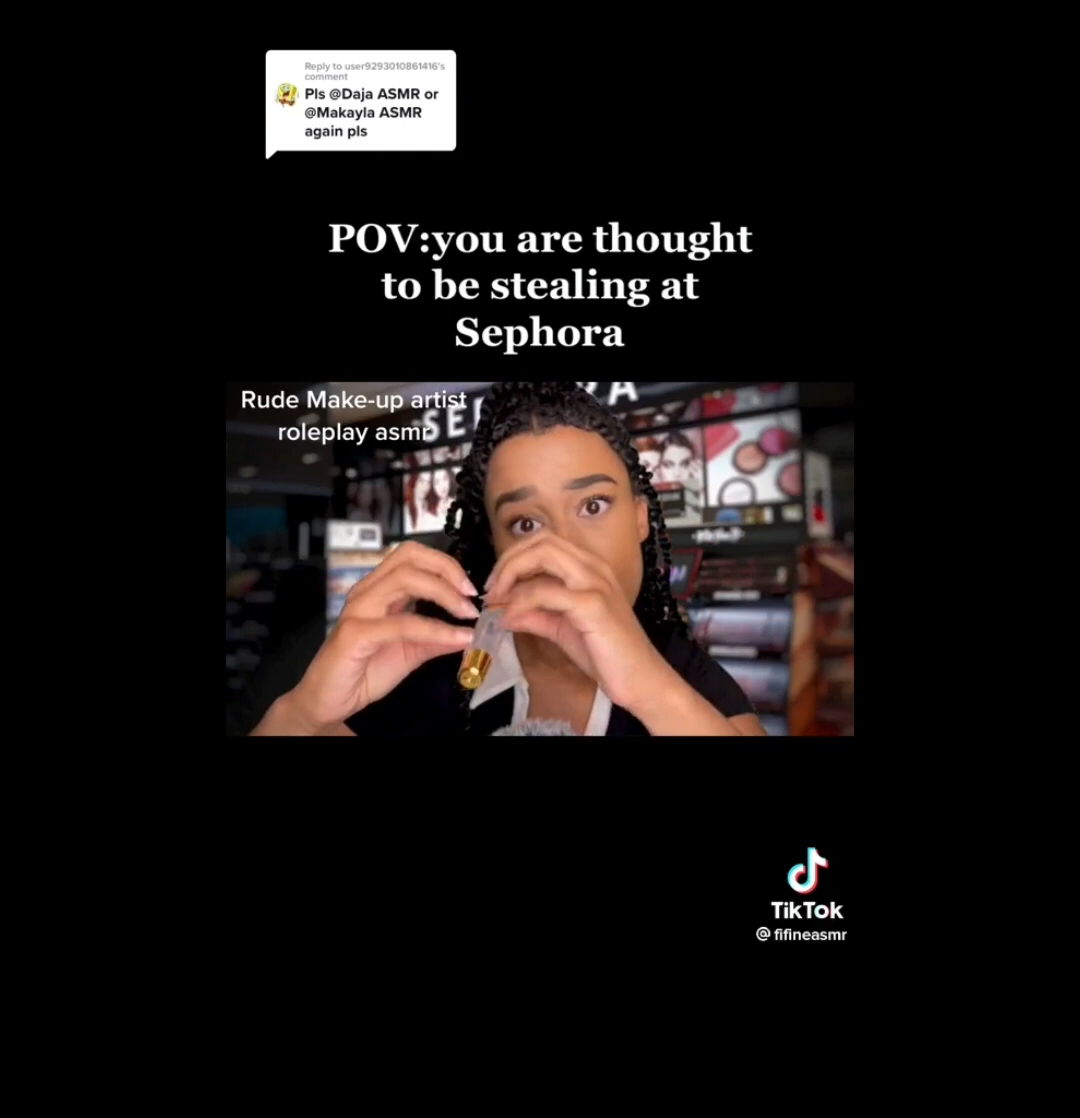 Reply to user9293010861416's
comment
Pls @Daja ASMR or
@Makayla ASMR
again pls
POV:you are thought
to be stealing at
Sephora
Rude Make-up artist
roleplay asmr
TikTok
@fifineasmr